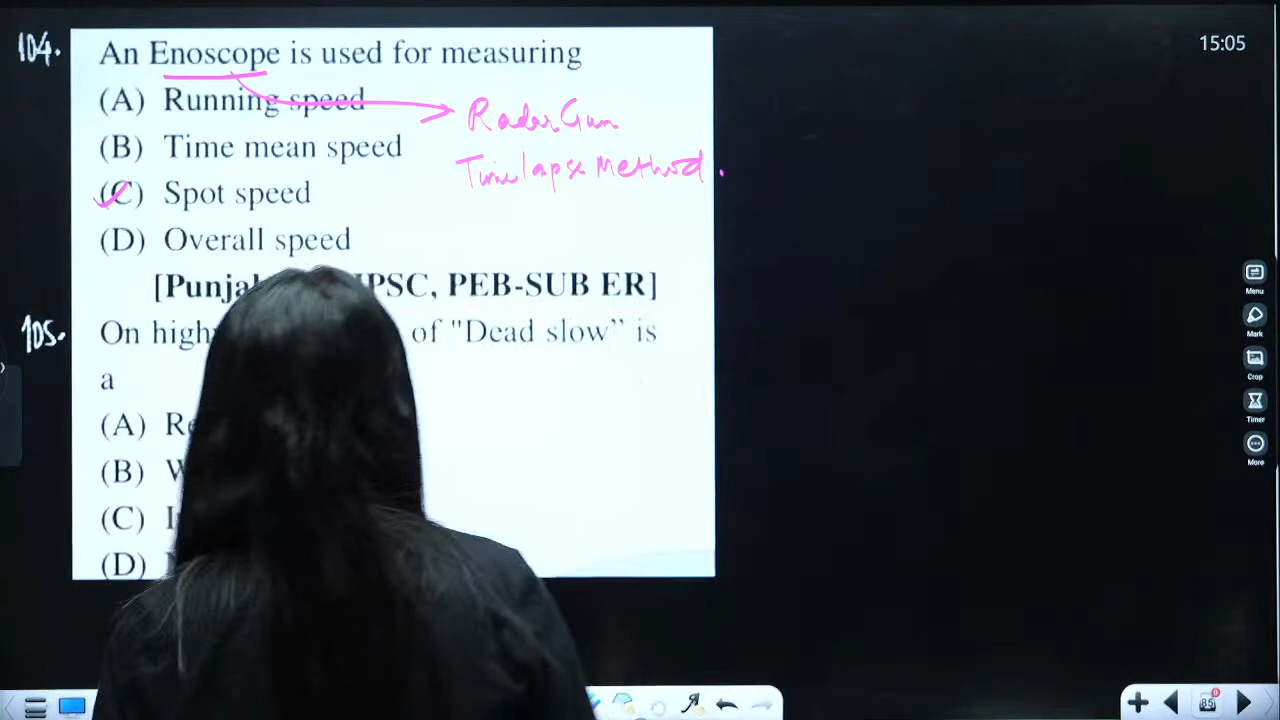 104. An Enoscope is used for measuring
15:05
(A) Running speed
Radar Gun
(B) Time mean speed
Timelapse Method.
(C) Spot speed
(D) Overall speed
PSC, PEB-SUB ER]
105. On high of "Dead slow” is
a
(A)
(B)
(C)
(D)
Menu
Mark
Crop
Timer
More
85